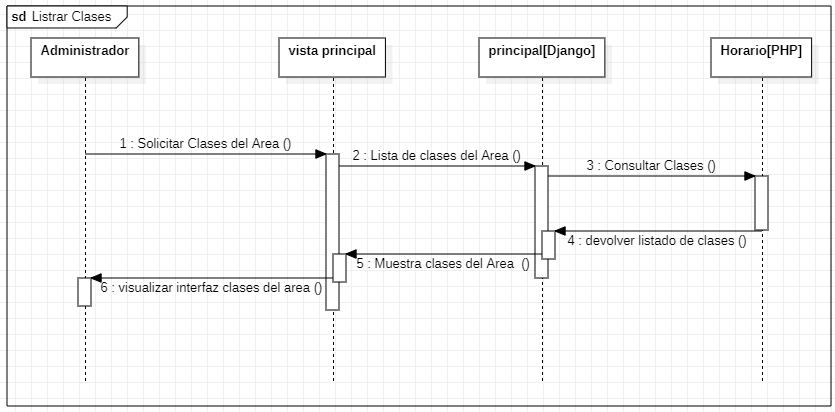 sd Listrar Clases
Administrador
vista principal
principal[Django]
Horario[PHP]
1 : Solicitar Clases del Area ()
2 : Lista de clases del Area ()
3 : Consultar Clases ()
4 : devolver listado de clases ()
5 : Muestra clases del Area ()
6 : visualizar interfaz clases del area ()